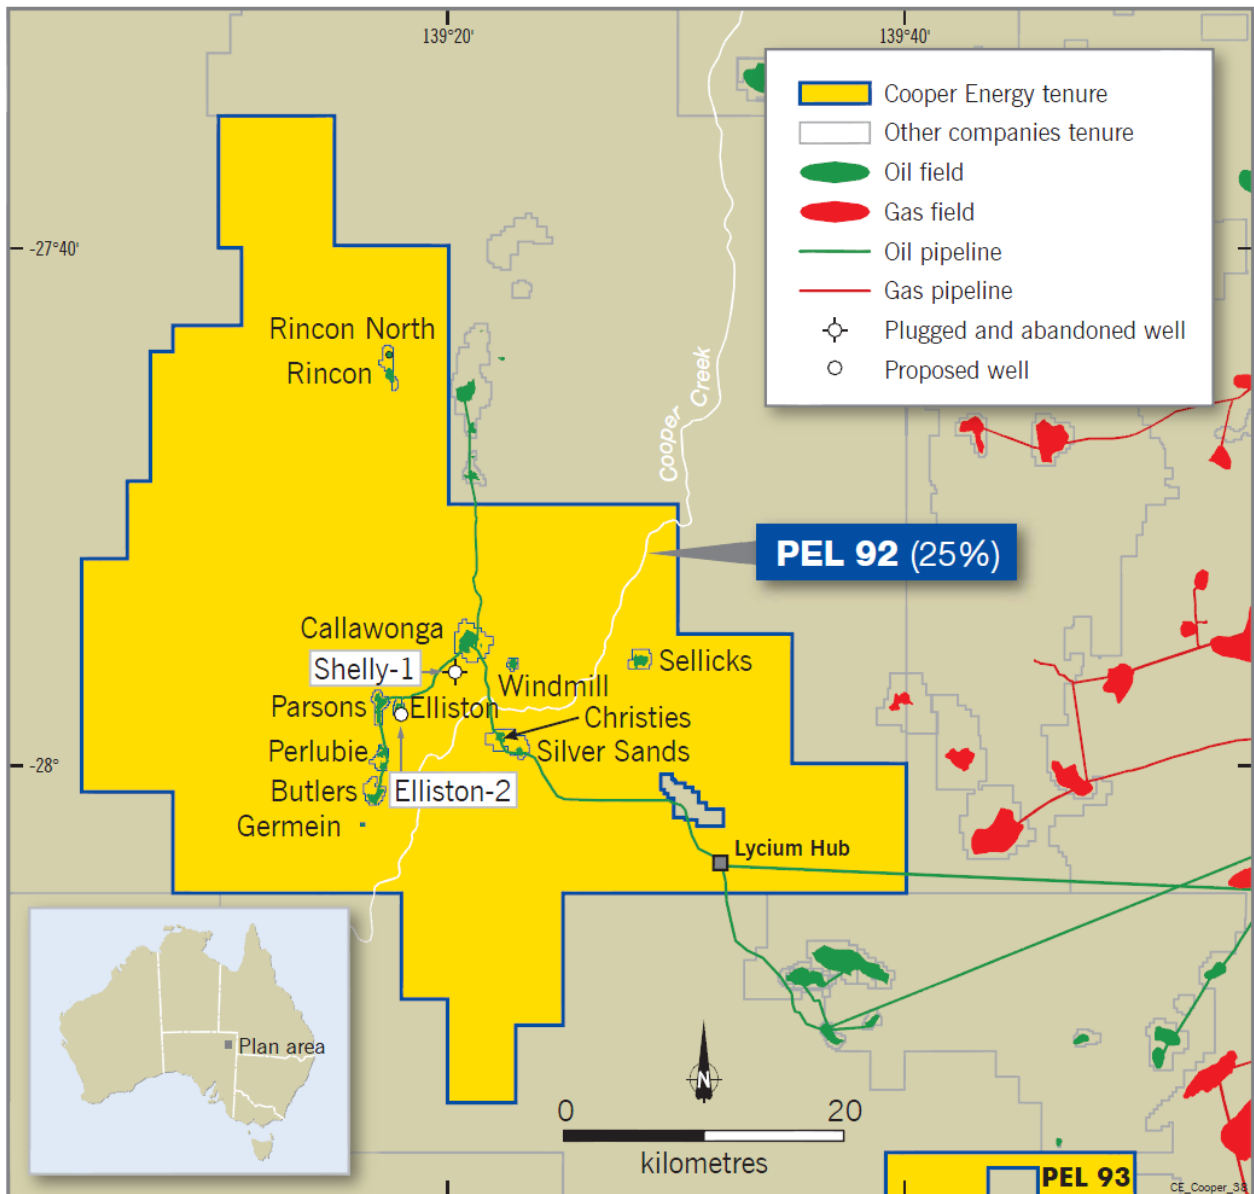 139°20'
139°40'
Cooper Energy tenure
Other companies tenure
Oil field
Gas field
Oil pipeline
Gas pipeline
Plugged and abandoned well
Proposed well
-27°40'
Rincon North
Rincon
Cooper Creek
PEL 92 (25%)
Callawonga
Shelly-1
Sellicks
Windmill
Parsons
Elliston
Christies
Perlubie
Silver Sands
-28°
Butlers
Elliston-2
Germein
Lycium Hub
Plan area
N
0 20
kilometres
PEL 93
CE_Cooper_38